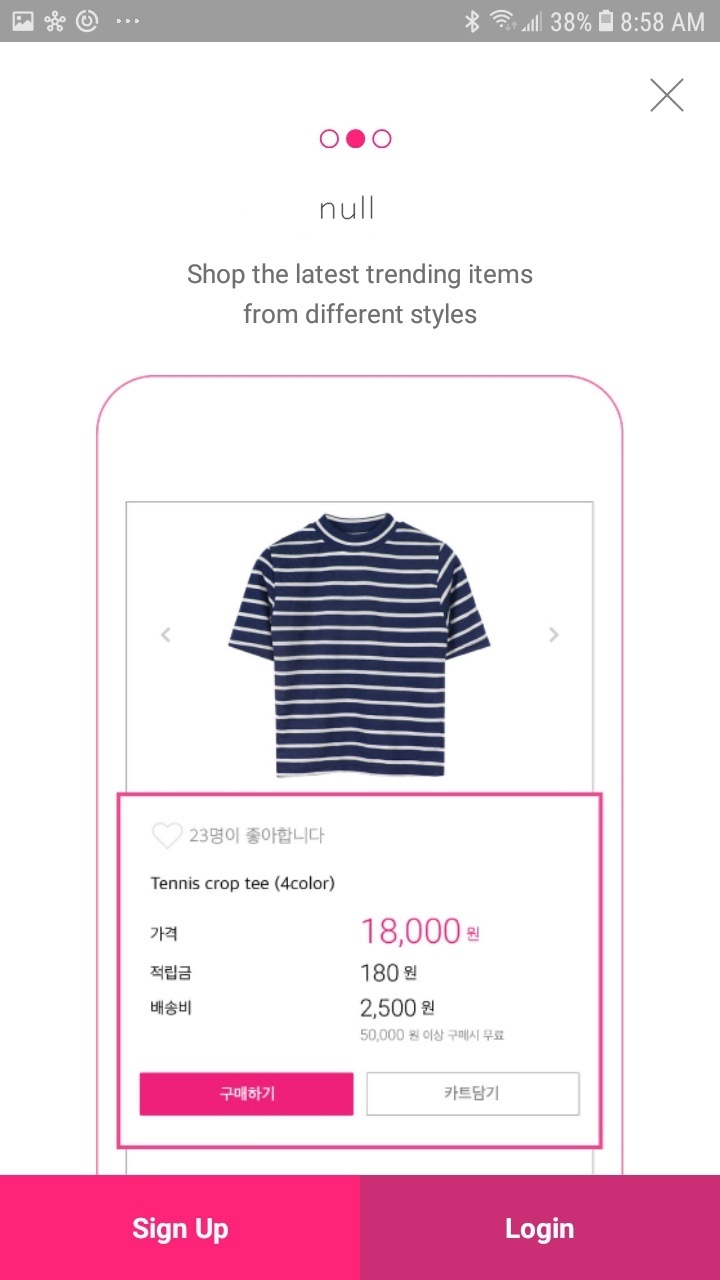 38% 8:58 AM
null
Shop the latest trending items
from different styles
23명이 좋아합니다
Tennis crop tee (4color)
가격 18,000 원
적립금 180 원
배송비 2,500 원
50,000 원 이상 구매시 무료
구매하기 카트담기
Sign Up Login